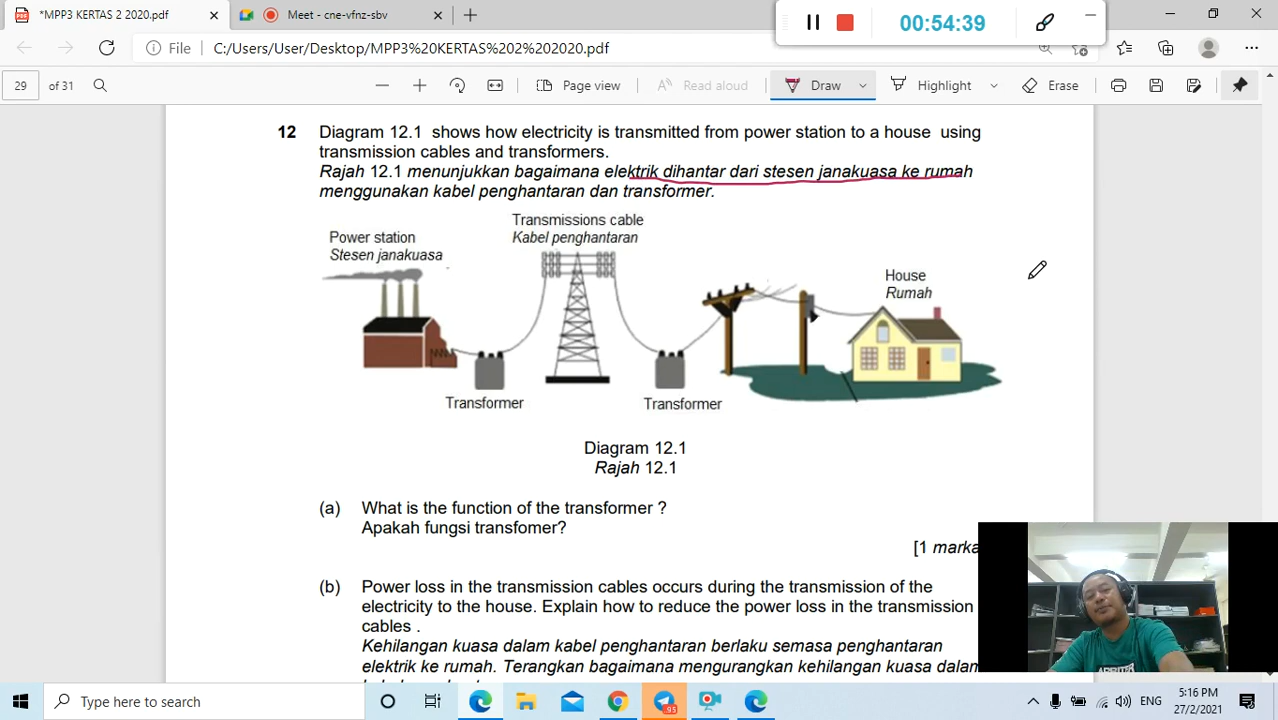 *MPP3 KERTAS 2 2020.pdf
Meet - cne-vfnz-sbv
00:54:39
File
C:/Users/User/Desktop/MPP3%20KERTAS%202%202020.pdf
29
of 31
Page view
Read aloud
Draw
Highlight
Erase
12 Diagram 12.1 shows how electricity is transmitted from power station to a house using
transmission cables and transformers.
Rajah 12.1 menunjukkan bagaimana elektrik dihantar dari stesen janakuasa ke rumah
menggunakan kabel penghantaran dan transformer.
Transmissions cable
Kabel penghantaran
Power station
Stesen janakuasa
House
Rumah
Transformer
Transformer
Diagram 12.1
Rajah 12.1
(a) What is the function of the transformer ?
Apakah fungsi transfomer?
[1 marka
(b) Power loss in the transmission cables occurs during the transmission of the
electricity to the house. Explain how to reduce the power loss in the transmission
cables .
Kehilangan kuasa dalam kabel penghantaran berlaku semasa penghantaran
elektrik ke rumah. Terangkan bagaimana mengurangkan kehilangan kuasa dalam
Type here to search
95
ENG
5:16 PM
27/2/2021